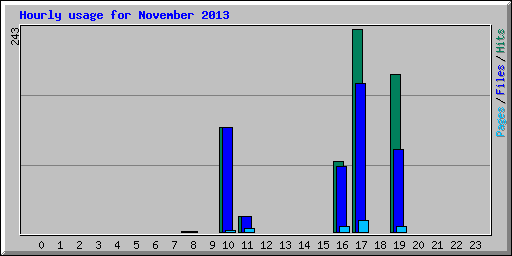 Hourly usage for November 2013
243
Pages/Files/Hits
0 1 2 3 4 5 6 7 8 9 10 11 12 13 14 15 16 17 18 19 20 21 22 23